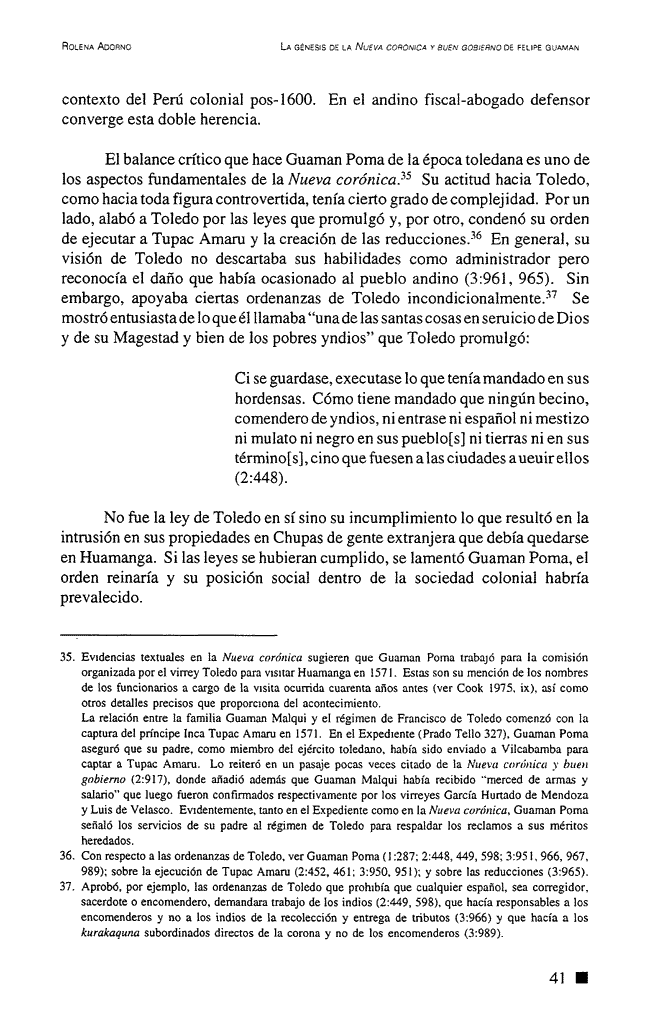 ROLENA ADORNO LA GÉNESIS DE LA NUEVA CORONICA Y BUEN GOBIERNO DE FELIPE GUAMAN
contexto del Perú colonial pos-1600. En el andino fiscal-abogado defensor
converge esta doble herencia.
El balance crítico que hace Guaman Poma de la época toledana es uno de
los aspectos fundamentales de la Nueva corónica.35 Su actitud hacia Toledo,
como hacia toda figura controvertida, tenía cierto grado de complejidad. Por un
lado, alabó a Toledo por las leyes que promulgó y, por otro, condenó su orden
de ejecutar a Tupac Amaru y la creación de las reducciones.36 En general, su
visión de Toledo no descartaba sus habilidades como administrador pero
reconocía el daño que había ocasionado al pueblo andino (3:961, 965). Sin
embargo, apoyaba ciertas ordenanzas de Toledo incondicionalmente.37 Se
mostró entusiasta de lo que él llamaba “una de las santas cosas en seruicio de Dios
y de su Magestad y bien de los pobres yndios” que Toledo promulgó:
Ci se guardase, executase lo que tenía mandado en sus
hordensas. Cómo tiene mandado que ningún becino,
comendero de yndios, ni entrase ni español ni mestizo
ni mulato ni negro en sus pueblo[s] ni tierras ni en sus
término[s], cino que fuesen a las ciudades a ueuir ellos
(2:448).
No fue la ley de Toledo en sí sino su incumplimiento lo que resultó en la
intrusión en sus propiedades en Chupas de gente extranjera que debía quedarse
en Huamanga. Si las leyes se hubieran cumplido, se lamentó Guaman Poma, el
orden reinaría y su posición social dentro de la sociedad colonial habría
prevalecido.
35. Evidencias textuales en la Nueva corónica sugieren que Guaman Poma trabajó para la comisión
organizada por el virrey Toledo para visitar Huamanga en 1571. Estas son su mención de los nombres
de los funcionarios a cargo de la visita ocurrida cuarenta años antes (ver Cook 1975, ix), así como
otros detalles precisos que proporciona del acontecimiento.
La relación entre la familia Guaman Malqui y el régimen de Francisco de Toledo comenzó con la
captura del príncipe Inca Tupac Amaru en 1571. En el Expediente (Prado Tello 327), Guaman Poma
aseguró que su padre, como miembro del ejército toledano, había sido enviado a Vilcabamba para
captar a Tupac Amaru. Lo reiteró en un pasaje pocas veces citado de la Nueva corónica y buen
gobierno (2:917), donde añadió además que Guaman Malqui había recibido “merced de armas y
salario” que luego fueron confirmados respectivamente por los virreyes García Hurtado de Mendoza
y Luis de Velasco. Evidentemente, tanto en el Expediente como en la Nueva corónica, Guaman Poma
señaló los servicios de su padre al régimen de Toledo para respaldar los reclamos a sus méritos
heredados.
36. Con respecto a las ordenanzas de Toledo, ver Guaman Poma (1:287; 2:448, 449, 598; 3:951, 966, 967,
989); sobre la ejecución de Tupac Amaru (2:452, 461; 3:950, 951); y sobre las reducciones (3:965).
37. Aprobó, por ejemplo, las ordenanzas de Toledo que prohibía que cualquier español, sea corregidor,
sacerdote o encomendero, demandara trabajo de los indios (2:449, 598), que hacía responsables a los
encomenderos y no a los indios de la recolección y entrega de tributos (3:966) y que hacía a los
kurakaquna subordinados directos de la corona y no de los encomenderos (3:989).
41